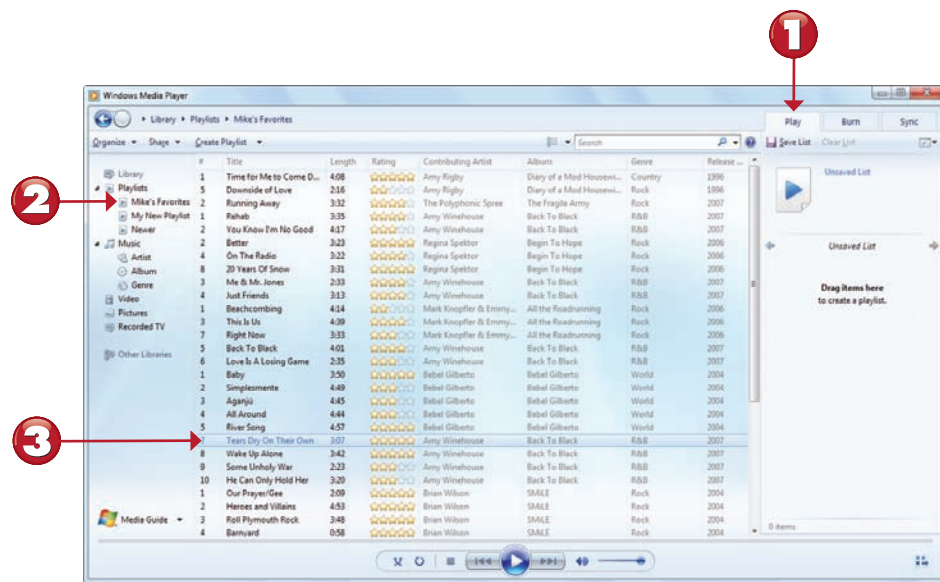 1
Windows Media Player
Library ▸ Playlists ▸ Mike's Favorites
Play Burn Sync
Organize Share Create Playlist Search Save List Clear List
# Title Length Rating Contributing Artist Album Genre Release ...
Library
Playlists
2
Mike's Favorites
My New Playlist
Newer
Music
Artist
Album
Genre
Video
Pictures
Recorded TV
Other Libraries
1 Time for Me to Come D... 4:08 Amy Rigby Diary of a Mod Housewi... Country 1996
5 Downside of Love 2:16 Amy Rigby Diary of a Mod Housewi... Rock 1996
2 Running Away 3:32 The Polyphonic Spree The Fragile Army Rock 2007
1 Rehab 3:35 Amy Winehouse Back To Black R&B 2007
2 You Know I'm No Good 4:17 Amy Winehouse Back To Black R&B 2007
2 Better 3:23 Regina Spektor Begin To Hope Rock 2006
4 On The Radio 3:22 Regina Spektor Begin To Hope Rock 2006
8 20 Years Of Snow 3:31 Regina Spektor Begin To Hope Rock 2006
3 Me & Mr. Jones 2:33 Amy Winehouse Back To Black R&B 2007
4 Just Friends 3:13 Amy Winehouse Back To Black R&B 2007
1 Beachcombing 4:14 Mark Knopfler & Emmy... All the Roadrunning Rock 2006
3 This Is Us 4:39 Mark Knopfler & Emmy... All the Roadrunning Rock 2006
7 Right Now 3:33 Mark Knopfler & Emmy... All the Roadrunning Rock 2006
5 Back To Black 4:01 Amy Winehouse Back To Black R&B 2007
6 Love Is A Losing Game 2:35 Amy Winehouse Back To Black R&B 2007
1 Baby 3:50 Bebel Gilberto Bebel Gilberto World 2004
2 Simplesmente 4:49 Bebel Gilberto Bebel Gilberto World 2004
3 Aganjú 4:45 Bebel Gilberto Bebel Gilberto World 2004
4 All Around 4:44 Bebel Gilberto Bebel Gilberto World 2004
5 River Song 4:57 Bebel Gilberto Bebel Gilberto World 2004
3
7 Tears Dry On Their Own 3:07 Amy Winehouse Back To Black R&B 2007
8 Wake Up Alone 3:42 Amy Winehouse Back To Black R&B 2007
9 Some Unholy War 2:23 Amy Winehouse Back To Black R&B 2007
10 He Can Only Hold Her 3:20 Amy Winehouse Back To Black R&B 2007
1 Our Prayer/Gee 2:09 Brian Wilson SMiLE Rock 2004
2 Heroes and Villains 4:53 Brian Wilson SMiLE Rock 2004
3 Roll Plymouth Rock 3:48 Brian Wilson SMiLE Rock 2004
4 Barnyard 0:58 Brian Wilson SMiLE Rock 2004
Media Guide
Unsaved List
Unsaved List
Drag items here
to create a playlist.
0 items